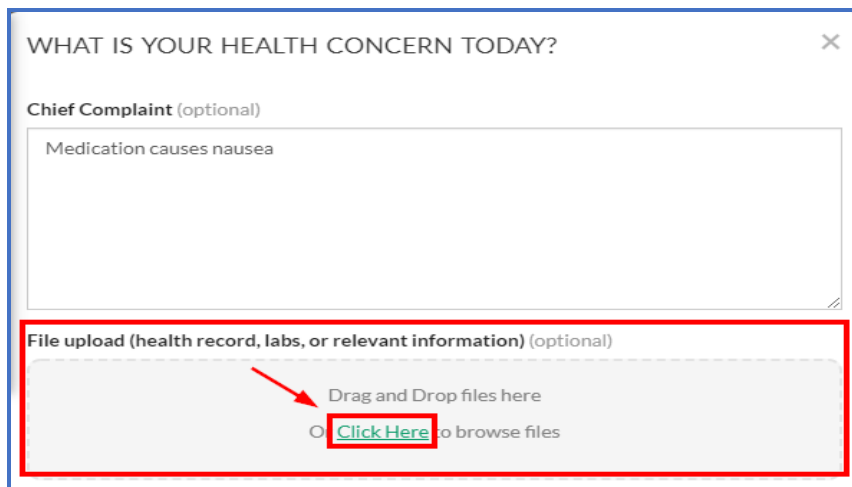 WHAT IS YOUR HEALTH CONCERN TODAY?
Chief Complaint (optional)
Medication causes nausea
File upload (health record, labs, or relevant information) (optional)
Drag and Drop files here
Click Here to browse files